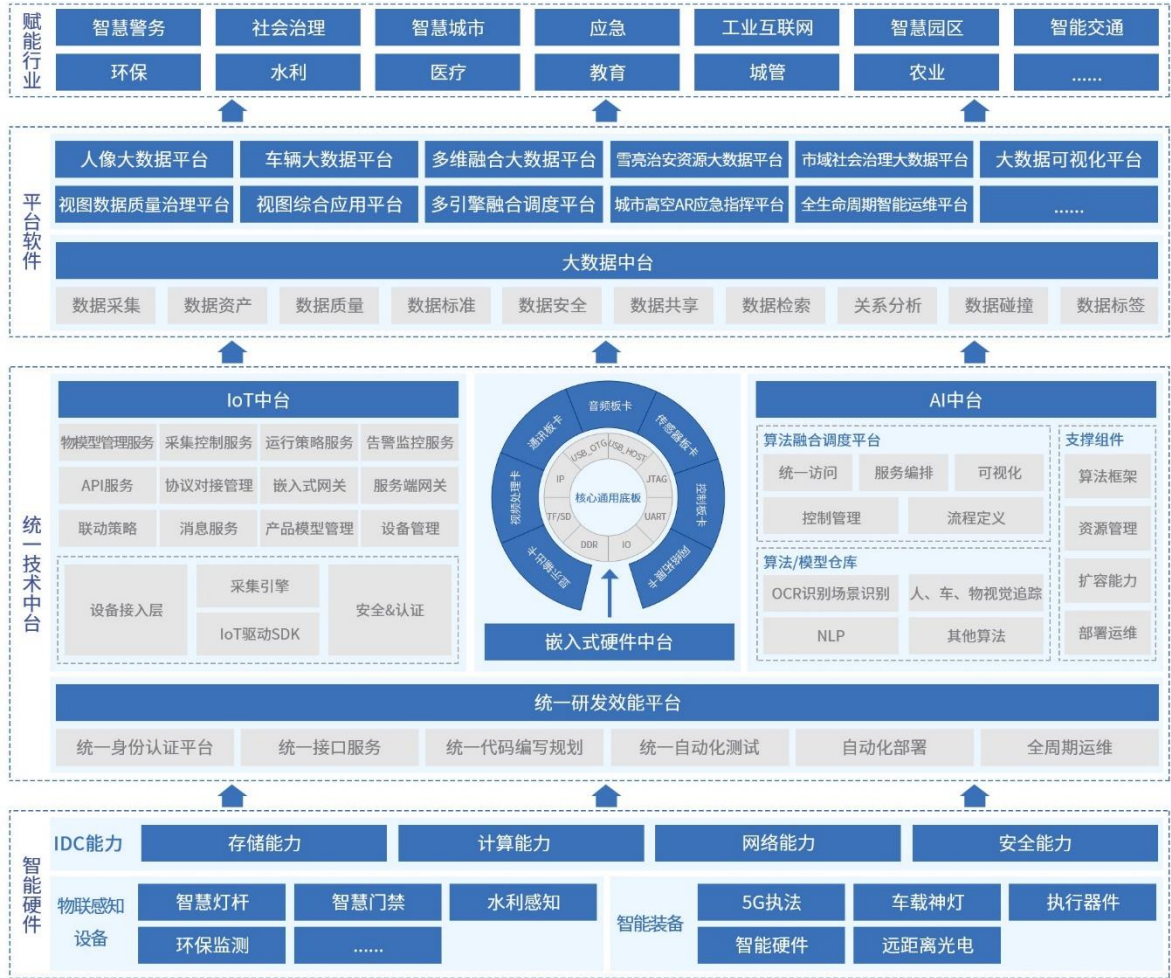 赋能行业
智慧警务
社会治理
智慧城市
应急
工业互联网
智慧园区
智能交通
环保
水利
医疗
教育
城管
农业
......
平台软件
人像大数据平台
车辆大数据平台
多维融合大数据平台
雪亮治安资源大数据平台
市域社会治理大数据平台
大数据可视化平台
视图数据质量治理平台
视图综合应用平台
多引擎融合调度平台
城市高空AR应急指挥平台
全生命周期智能运维平台
......
大数据中台
数据采集
数据资产
数据质量
数据标准
数据安全
数据共享
数据检索
关系分析
数据碰撞
数据标签
统一技术中台
IoT中台
物模型管理服务
采集控制服务
运行策略服务
告警监控服务
API服务
协议对接管理
嵌入式网关
服务端网关
联动策略
消息服务
产品模型管理
设备管理
设备接入层
采集引擎
IoT驱动SDK
安全&认证
音频板卡
通讯板卡
传感器板卡
视频处理卡
控制板卡
显示输出卡
网络拓展卡
USB_OTG
USB_HOST
IP
JTAG
TF/SD
UART
DDR
IO
核心通用底板
嵌入式硬件中台
AI中台
算法融合调度平台
统一访问
服务编排
可视化
控制管理
流程定义
算法/模型仓库
OCR识别场景识别
人、车、物视觉追踪
NLP
其他算法
支撑组件
算法框架
资源管理
扩容能力
部署运维
统一研发效能平台
统一身份认证平台
统一接口服务
统一代码编写规划
统一自动化测试
自动化部署
全周期运维
智能硬件
IDC能力
存储能力
计算能力
网络能力
安全能力
物联感知
设备
智慧灯杆
智慧门禁
水利感知
环保监测
......
智能装备
5G执法
车载神灯
执行器件
智能硬件
远距离光电